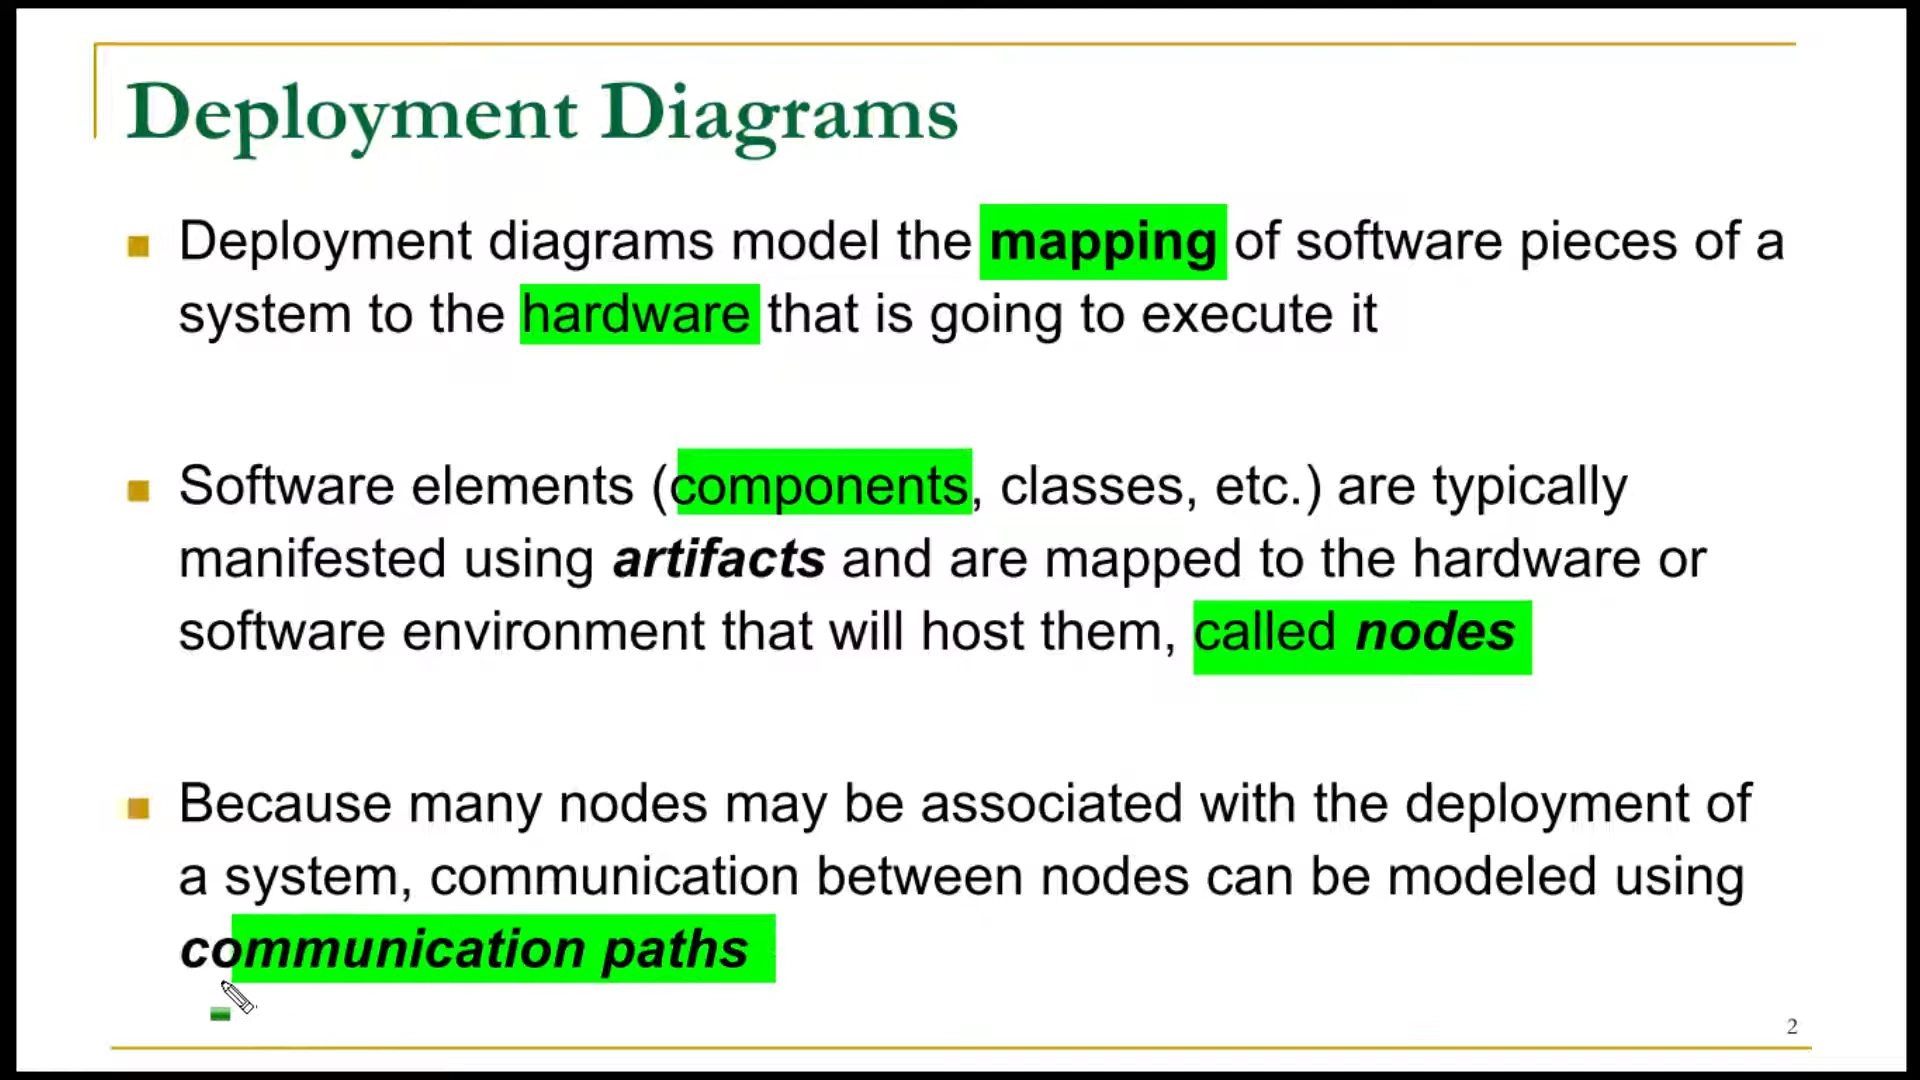 Deployment Diagrams
Deployment diagrams model the mapping of software pieces of a
system to the hardware that is going to execute it
Software elements (components, classes, etc.) are typically
manifested using artifacts and are mapped to the hardware or
software environment that will host them, called nodes
Because many nodes may be associated with the deployment of
a system, communication between nodes can be modeled using
communication paths
2